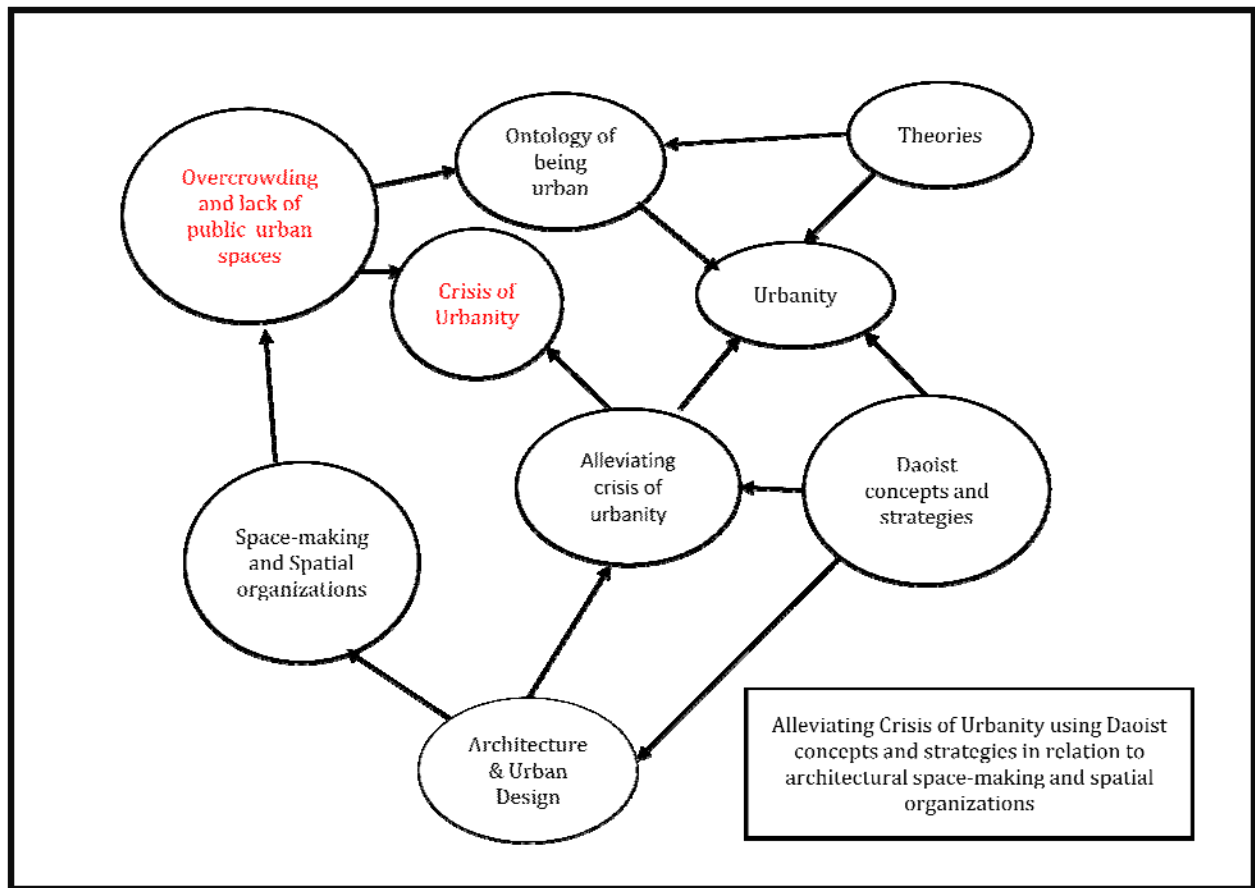 Ontology of
being
urban
Theories
Overcrowding
and lack of
public urban
spaces
Crisis of
Urbanity
Urbanity
Alleviating
crisis of
urbanity
Daoist
concepts and
strategies
Space-making
and Spatial
organizations
Architecture
& Urban
Design
Alleviating Crisis of Urbanity using Daoist
concepts and strategies in relation to
architectural space-making and spatial
organizations